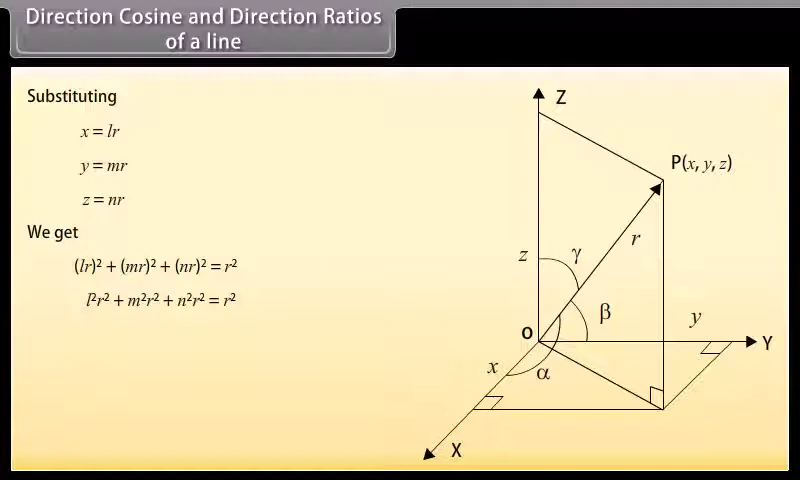 Direction Cosine and Direction Ratios
of a line
Substituting
x = lr
y = mr
z = nr
We get
(lr)² + (mr)² + (nr)² = r²
l²r² + m²r² + n²r² = r²
Z
P(x, y, z)
r
z
γ
β
y
O
Y
x
α
X